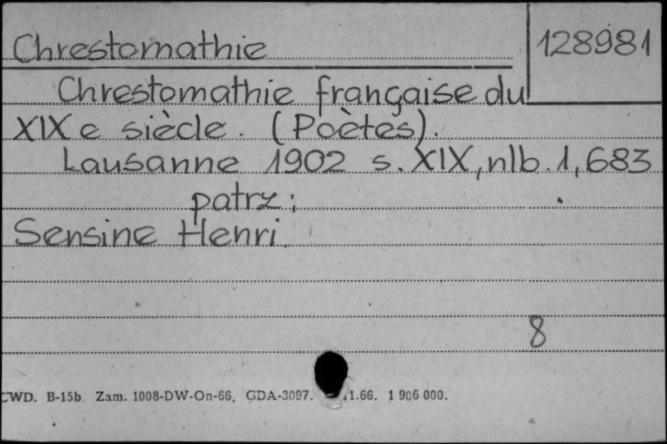 Chrestomathie 128981
Chrestomathie française du
XIXe siècle. (Poètes).
Lausanne 1902 s. XIX, nlb. 1, 683
patrz:
Sensine Henri.
8
CWD. B-15b Zam. 1008-DW-On-66, GDA-3097. 11.66. 1 906 000.